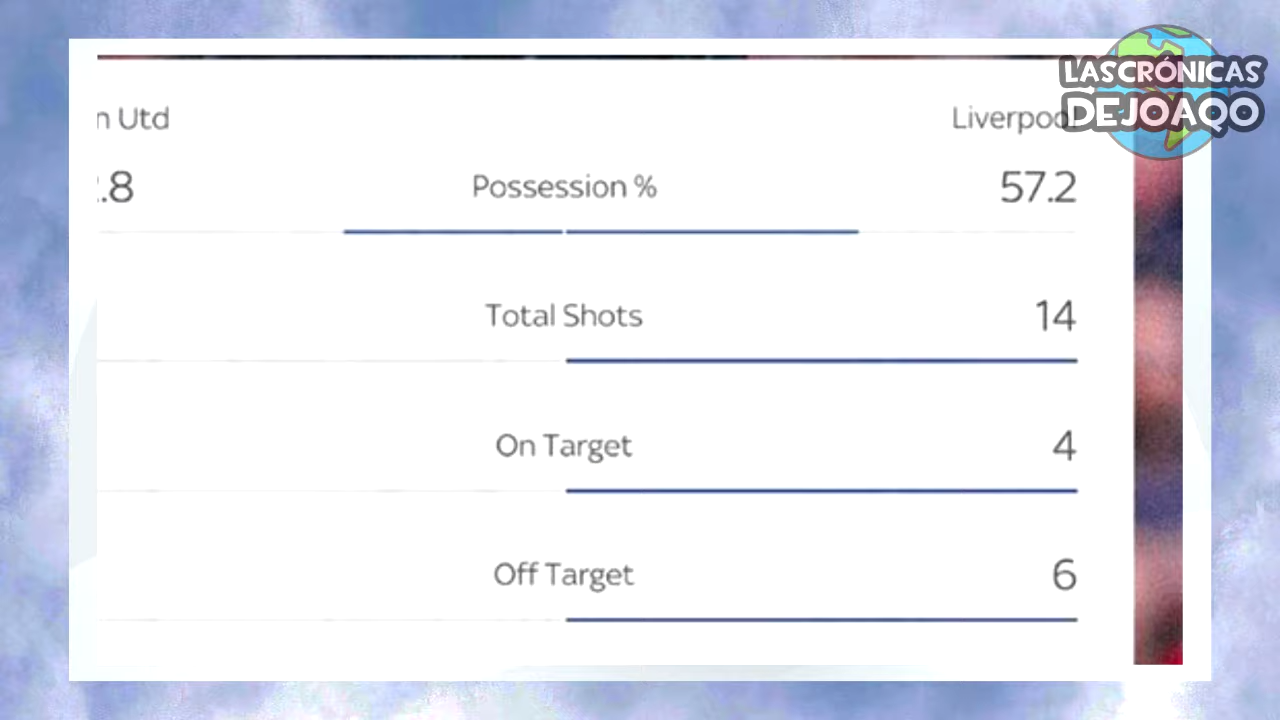 LASCRÓNICAS
DEJOAQO
n Utd Liverpool
.8 Possession % 57.2
Total Shots 14
On Target 4
Off Target 6